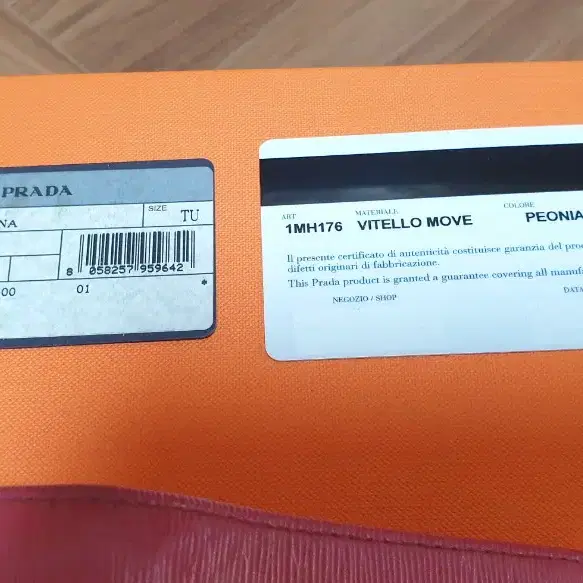 PRADA
NA
SIZE
TU
8 058257 959642
00 01 *
ART
1MH176
MATERIALE
VITELLO MOVE
COLORE
PEONIA
Il presente certificato di autenticità costituisce garanzia del pro
difetti originari di fabbricazione.
This Prada product is granted a guarantee covering all manufa
NEGOZIO / SHOP
DATA